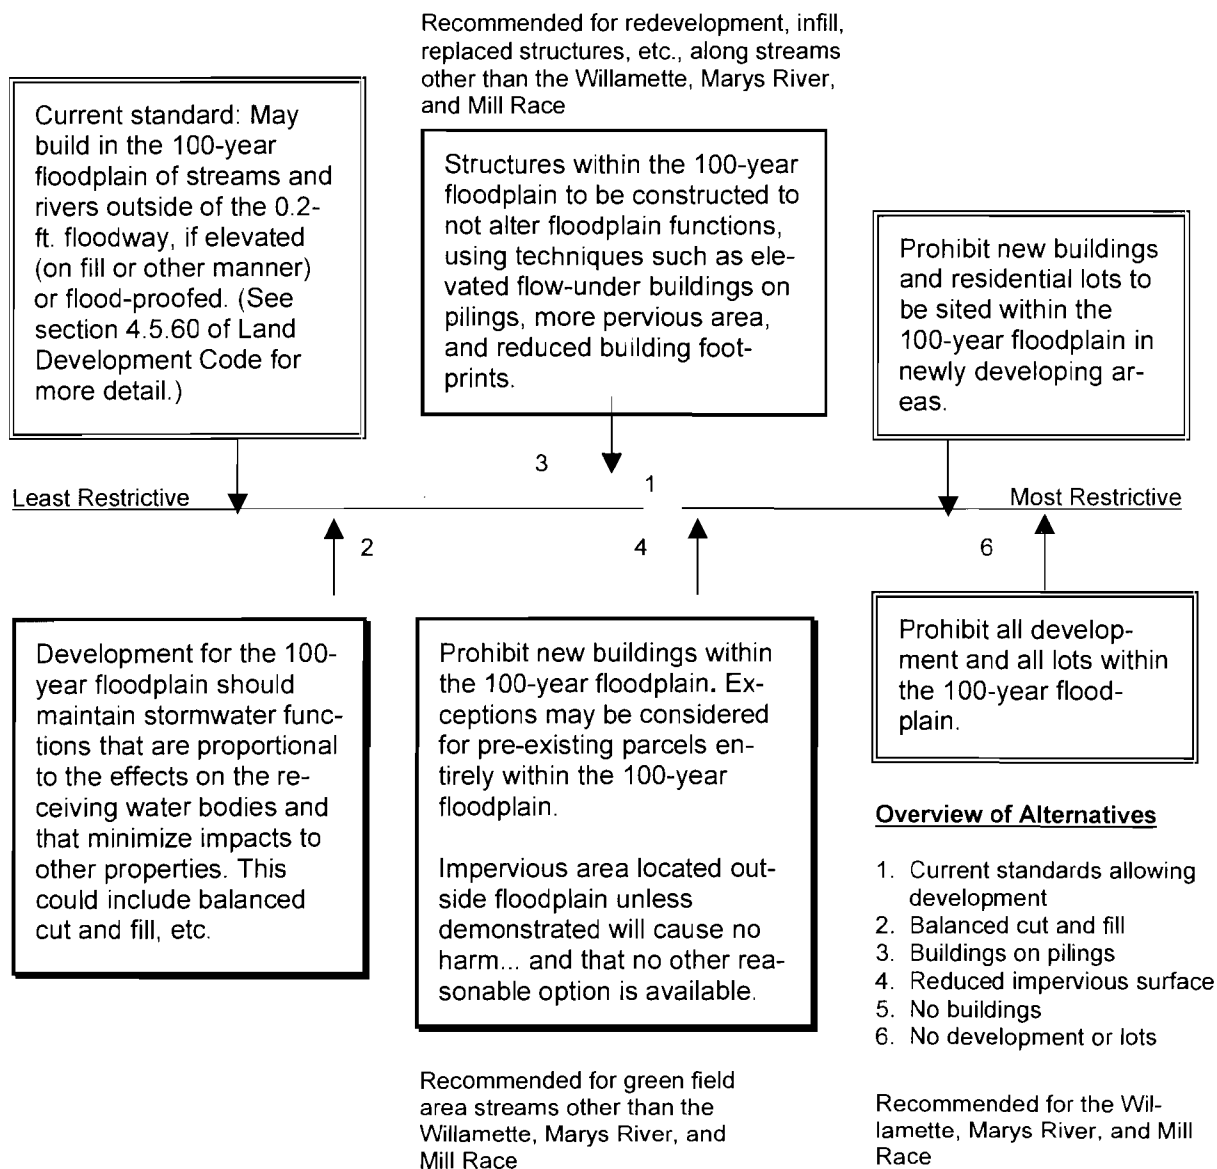 Recommended for redevelopment, infill,
replaced structures, etc., along streams
other than the Willamette, Marys River,
and Mill Race
Current standard: May
build in the 100-year
floodplain of streams and
rivers outside of the 0.2-
ft. floodway, if elevated
(on fill or other manner)
or flood-proofed. (See
section 4.5.60 of Land
Development Code for
more detail.)
Structures within the 100-year
floodplain to be constructed to
not alter floodplain functions,
using techniques such as ele-
vated flow-under buildings on
pilings, more pervious area,
and reduced building foot-
prints.
Prohibit new buildings
and residential lots to
be sited within the
100-year floodplain in
newly developing ar-
eas.
3
1
Least Restrictive
Most Restrictive
2
4
6
Development for the 100-
year floodplain should
maintain stormwater func-
tions that are proportional
to the effects on the re-
ceiving water bodies and
that minimize impacts to
other properties. This
could include balanced
cut and fill, etc.
Prohibit new buildings within
the 100-year floodplain. Ex-
ceptions may be considered
for pre-existing parcels en-
tirely within the 100-year
floodplain.
Impervious area located out-
side floodplain unless
demonstrated will cause no
harm... and that no other rea-
sonable option is available.
Prohibit all develop-
ment and all lots within
the 100-year flood-
plain.
Overview of Alternatives
1. Current standards allowing
development
2. Balanced cut and fill
3. Buildings on pilings
4. Reduced impervious surface
5. No buildings
6. No development or lots
Recommended for green field
area streams other than the
Willamette, Marys River, and
Mill Race
Recommended for the Wil-
lamette, Marys River, and Mill
Race